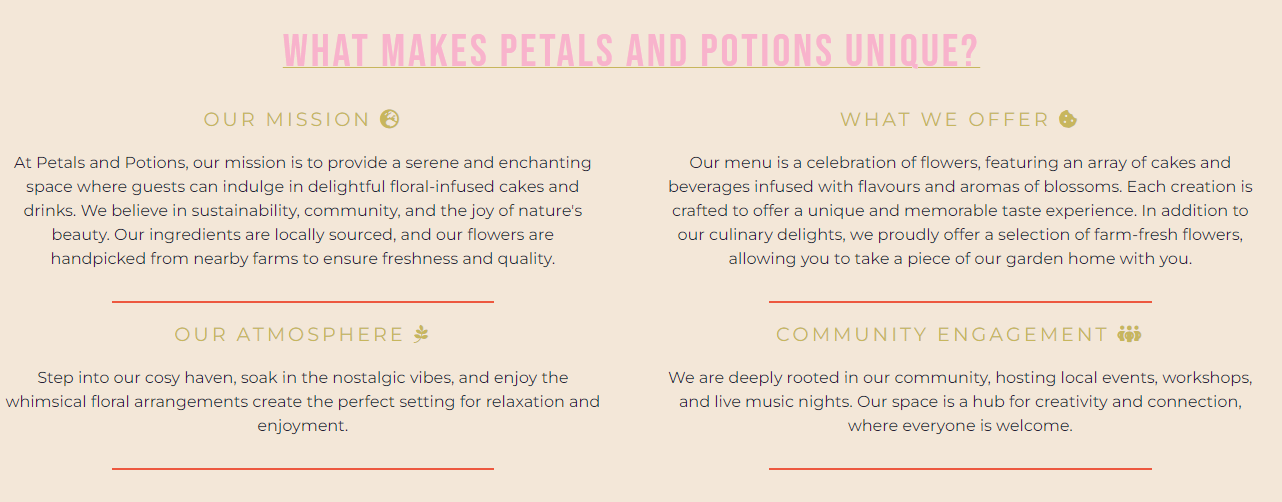 WHAT MAKES PETALS AND POTIONS UNIQUE?
OUR MISSION
At Petals and Potions, our mission is to provide a serene and enchanting
space where guests can indulge in delightful floral-infused cakes and
drinks. We believe in sustainability, community, and the joy of nature's
beauty. Our ingredients are locally sourced, and our flowers are
handpicked from nearby farms to ensure freshness and quality.
WHAT WE OFFER
Our menu is a celebration of flowers, featuring an array of cakes and
beverages infused with flavours and aromas of blossoms. Each creation is
crafted to offer a unique and memorable taste experience. In addition to
our culinary delights, we proudly offer a selection of farm-fresh flowers,
allowing you to take a piece of our garden home with you.
OUR ATMOSPHERE
Step into our cosy haven, soak in the nostalgic vibes, and enjoy the
whimsical floral arrangements create the perfect setting for relaxation and
enjoyment.
COMMUNITY ENGAGEMENT
We are deeply rooted in our community, hosting local events, workshops,
and live music nights. Our space is a hub for creativity and connection,
where everyone is welcome.